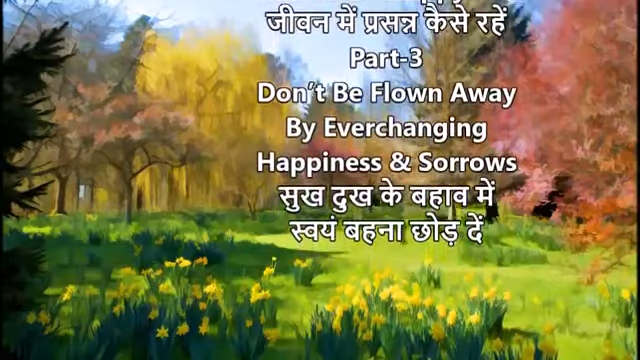 जीवन में प्रसन्न कैसे रहें
Part-3
Don't Be Flown Away
By Everchanging
Happiness & Sorrows
सुख दुख के बहाव में
स्वयं बहना छोड़ दें